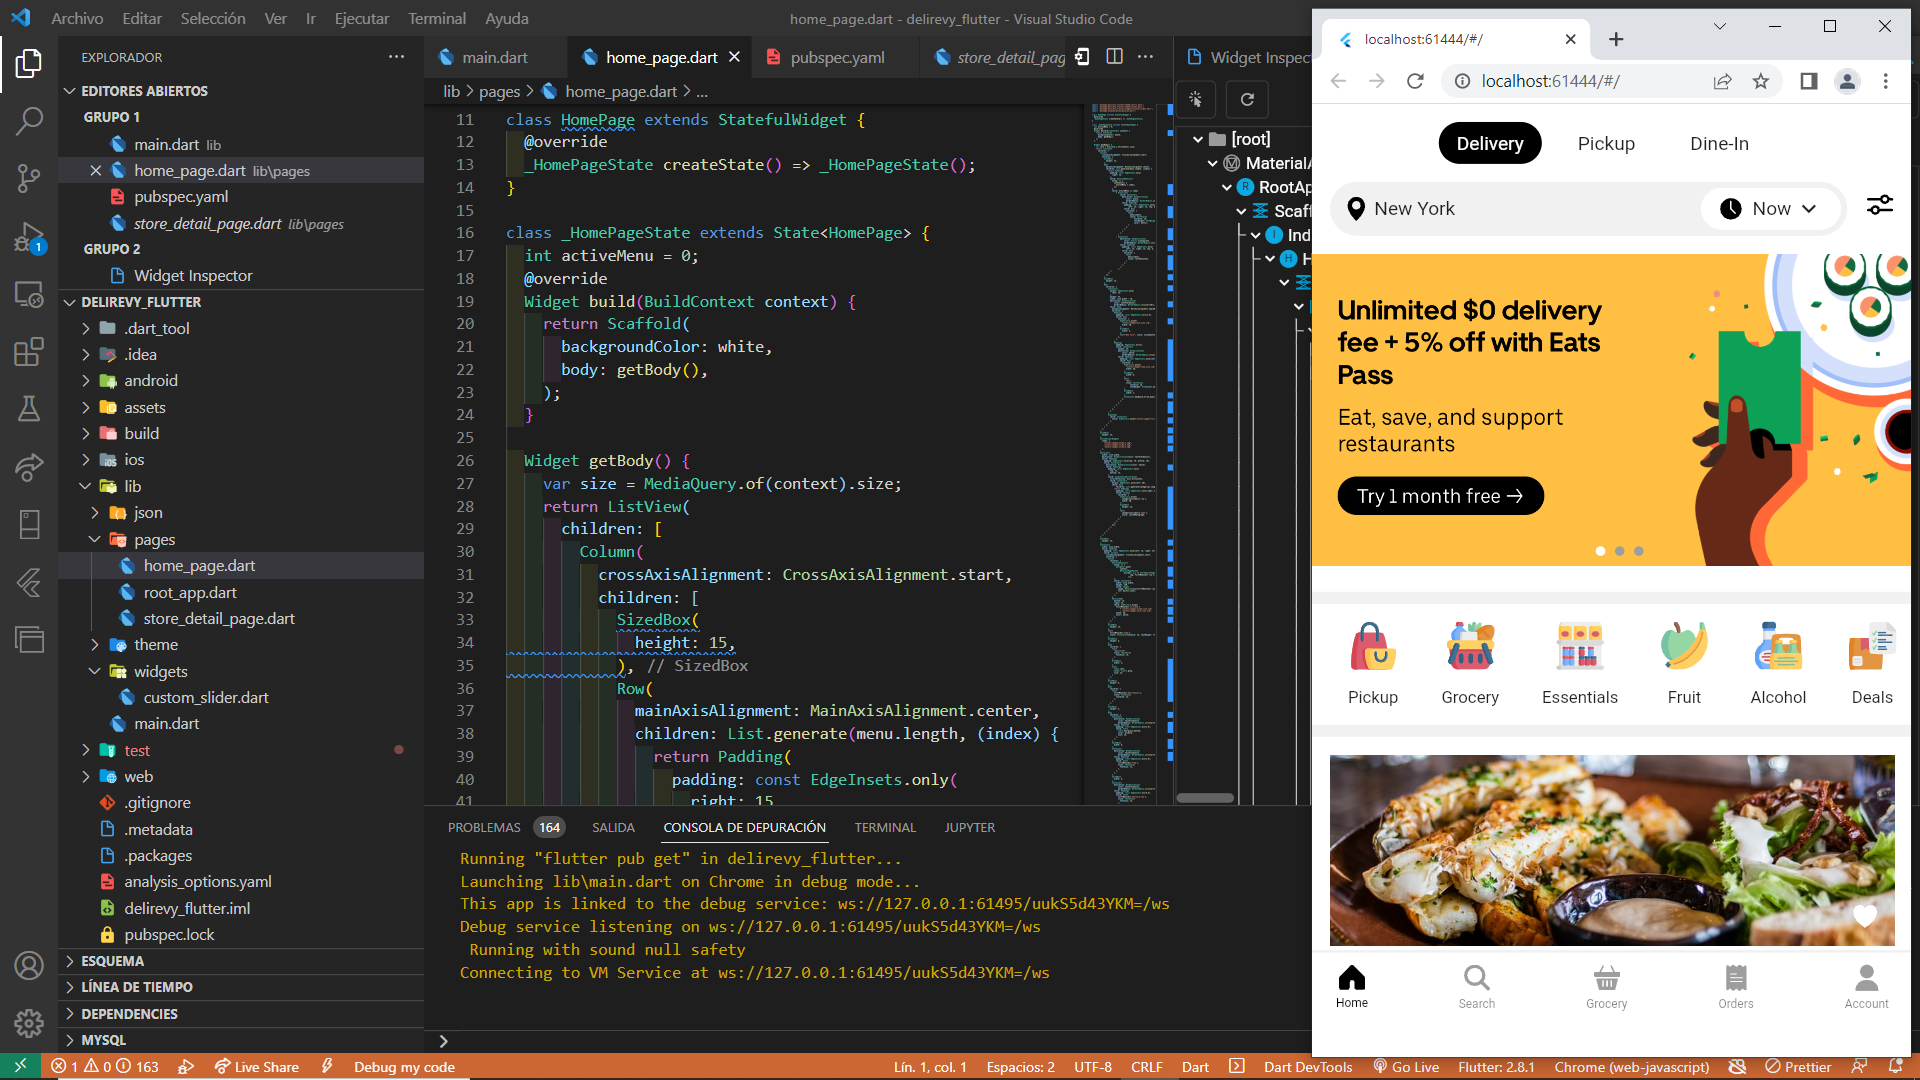 Archivo Editar Selección Ver Ir Ejecutar Terminal Ayuda
home_page.dart - delirevy_flutter - Visual Studio Code
EXPLORADOR
EDITORES ABIERTOS
GRUPO 1
main.dart lib
home_page.dart lib\pages
pubspec.yaml
store_detail_page.dart lib\pages
GRUPO 2
Widget Inspector
DELIREVY_FLUTTER
.dart_tool
.idea
android
assets
build
ios
lib
json
pages
home_page.dart
root_app.dart
store_detail_page.dart
theme
widgets
custom_slider.dart
main.dart
test
web
.gitignore
.metadata
.packages
analysis_options.yaml
delirevy_flutter.iml
pubspec.lock
ESQUEMA
LÍNEA DE TIEMPO
DEPENDENCIES
MYSQL
1
main.dart
home_page.dart
pubspec.yaml
store_detail_pag
Widget Inspec
lib > pages > home_page.dart > ...
11 class HomePage extends StatefulWidget {
12 @override
13 _HomePageState createState() => _HomePageState();
14 }
15
16 class _HomePageState extends State<HomePage> {
17 int activeMenu = 0;
18 @override
19 Widget build(BuildContext context) {
20 return Scaffold(
21 backgroundColor: white,
22 body: getBody(),
23 );
24 }
25
26 Widget getBody() {
27 var size = MediaQuery.of(context).size;
28 return ListView(
29 children: [
30 Column(
31 crossAxisAlignment: CrossAxisAlignment.start,
32 children: [
33 SizedBox(
34 height: 15,
35 ), // SizedBox
36 Row(
37 mainAxisAlignment: MainAxisAlignment.center,
38 children: List.generate(menu.length, (index) {
39 return Padding(
40 padding: const EdgeInsets.only(
41 right: 15
[root]
MaterialA
RootAp
Scaff
Ind
H
PROBLEMAS 164 SALIDA CONSOLA DE DEPURACIÓN TERMINAL JUPYTER
Running "flutter pub get" in delirevy_flutter...
Launching lib\main.dart on Chrome in debug mode...
This app is linked to the debug service: ws://127.0.0.1:61495/uukS5d43YKM=/ws
Debug service listening on ws://127.0.0.1:61495/uukS5d43YKM=/ws
Running with sound null safety
Connecting to VM Service at ws://127.0.0.1:61495/uukS5d43YKM=/ws
1 0 163 Live Share Debug my code Lín. 1, col. 1 Espacios: 2 UTF-8 CRLF Dart Dart DevTools Go Live Flutter: 2.8.1 Chrome (web-javascript) Prettier
localhost:61444/#/
localhost:61444/#/
Delivery Pickup Dine-In
New York Now
Unlimited $0 delivery
fee + 5% off with Eats
Pass
Eat, save, and support
restaurants
Try 1 month free →
Pickup Grocery Essentials Fruit Alcohol Deals
Home Search Grocery Orders Account